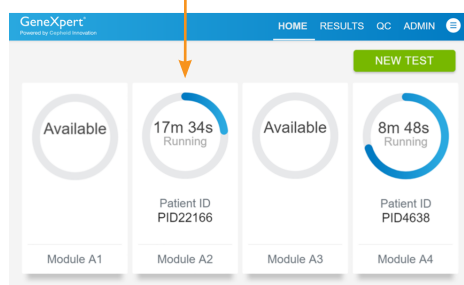 GeneXpert®
Powered by Cepheid Innovation
HOME RESULTS QC ADMIN
NEW TEST
Available
17m 34s
Running
Patient ID
PID22166
Available
8m 48s
Running
Patient ID
PID4638
Module A1
Module A2
Module A3
Module A4